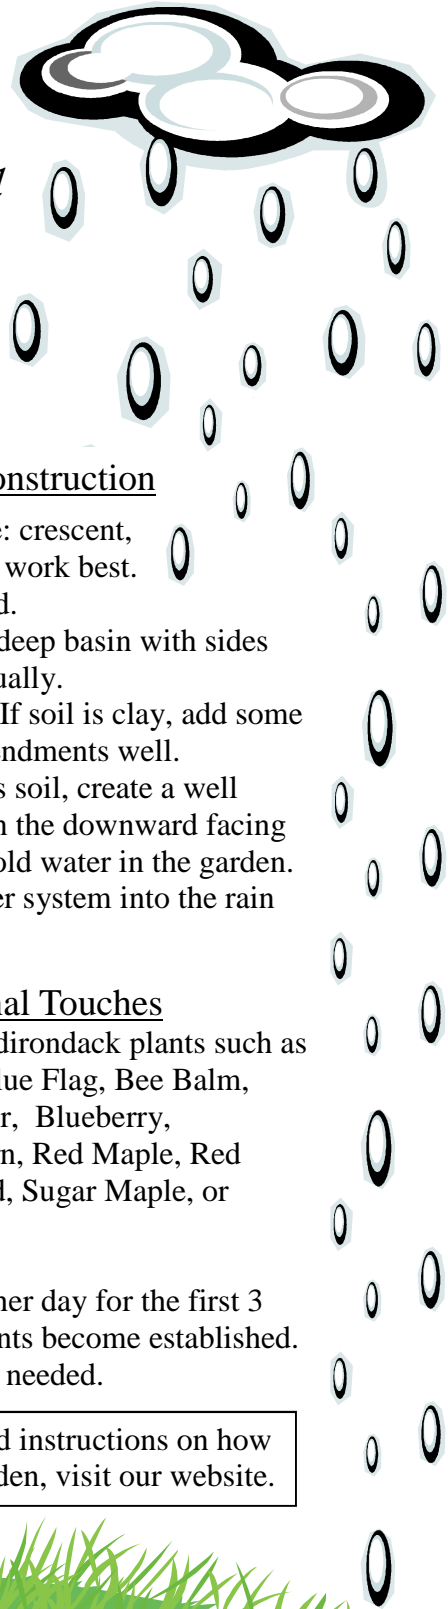 l
onstruction
e: crescent,
work best.
d.
deep basin with sides
ually.
If soil is clay, add some
endments well.
s soil, create a well
n the downward facing
old water in the garden.
er system into the rain
nal Touches
dirondack plants such as
lue Flag, Bee Balm,
r, Blueberry,
n, Red Maple, Red
d, Sugar Maple, or
her day for the first 3
nts become established.
needed.
d instructions on how
den, visit our website.